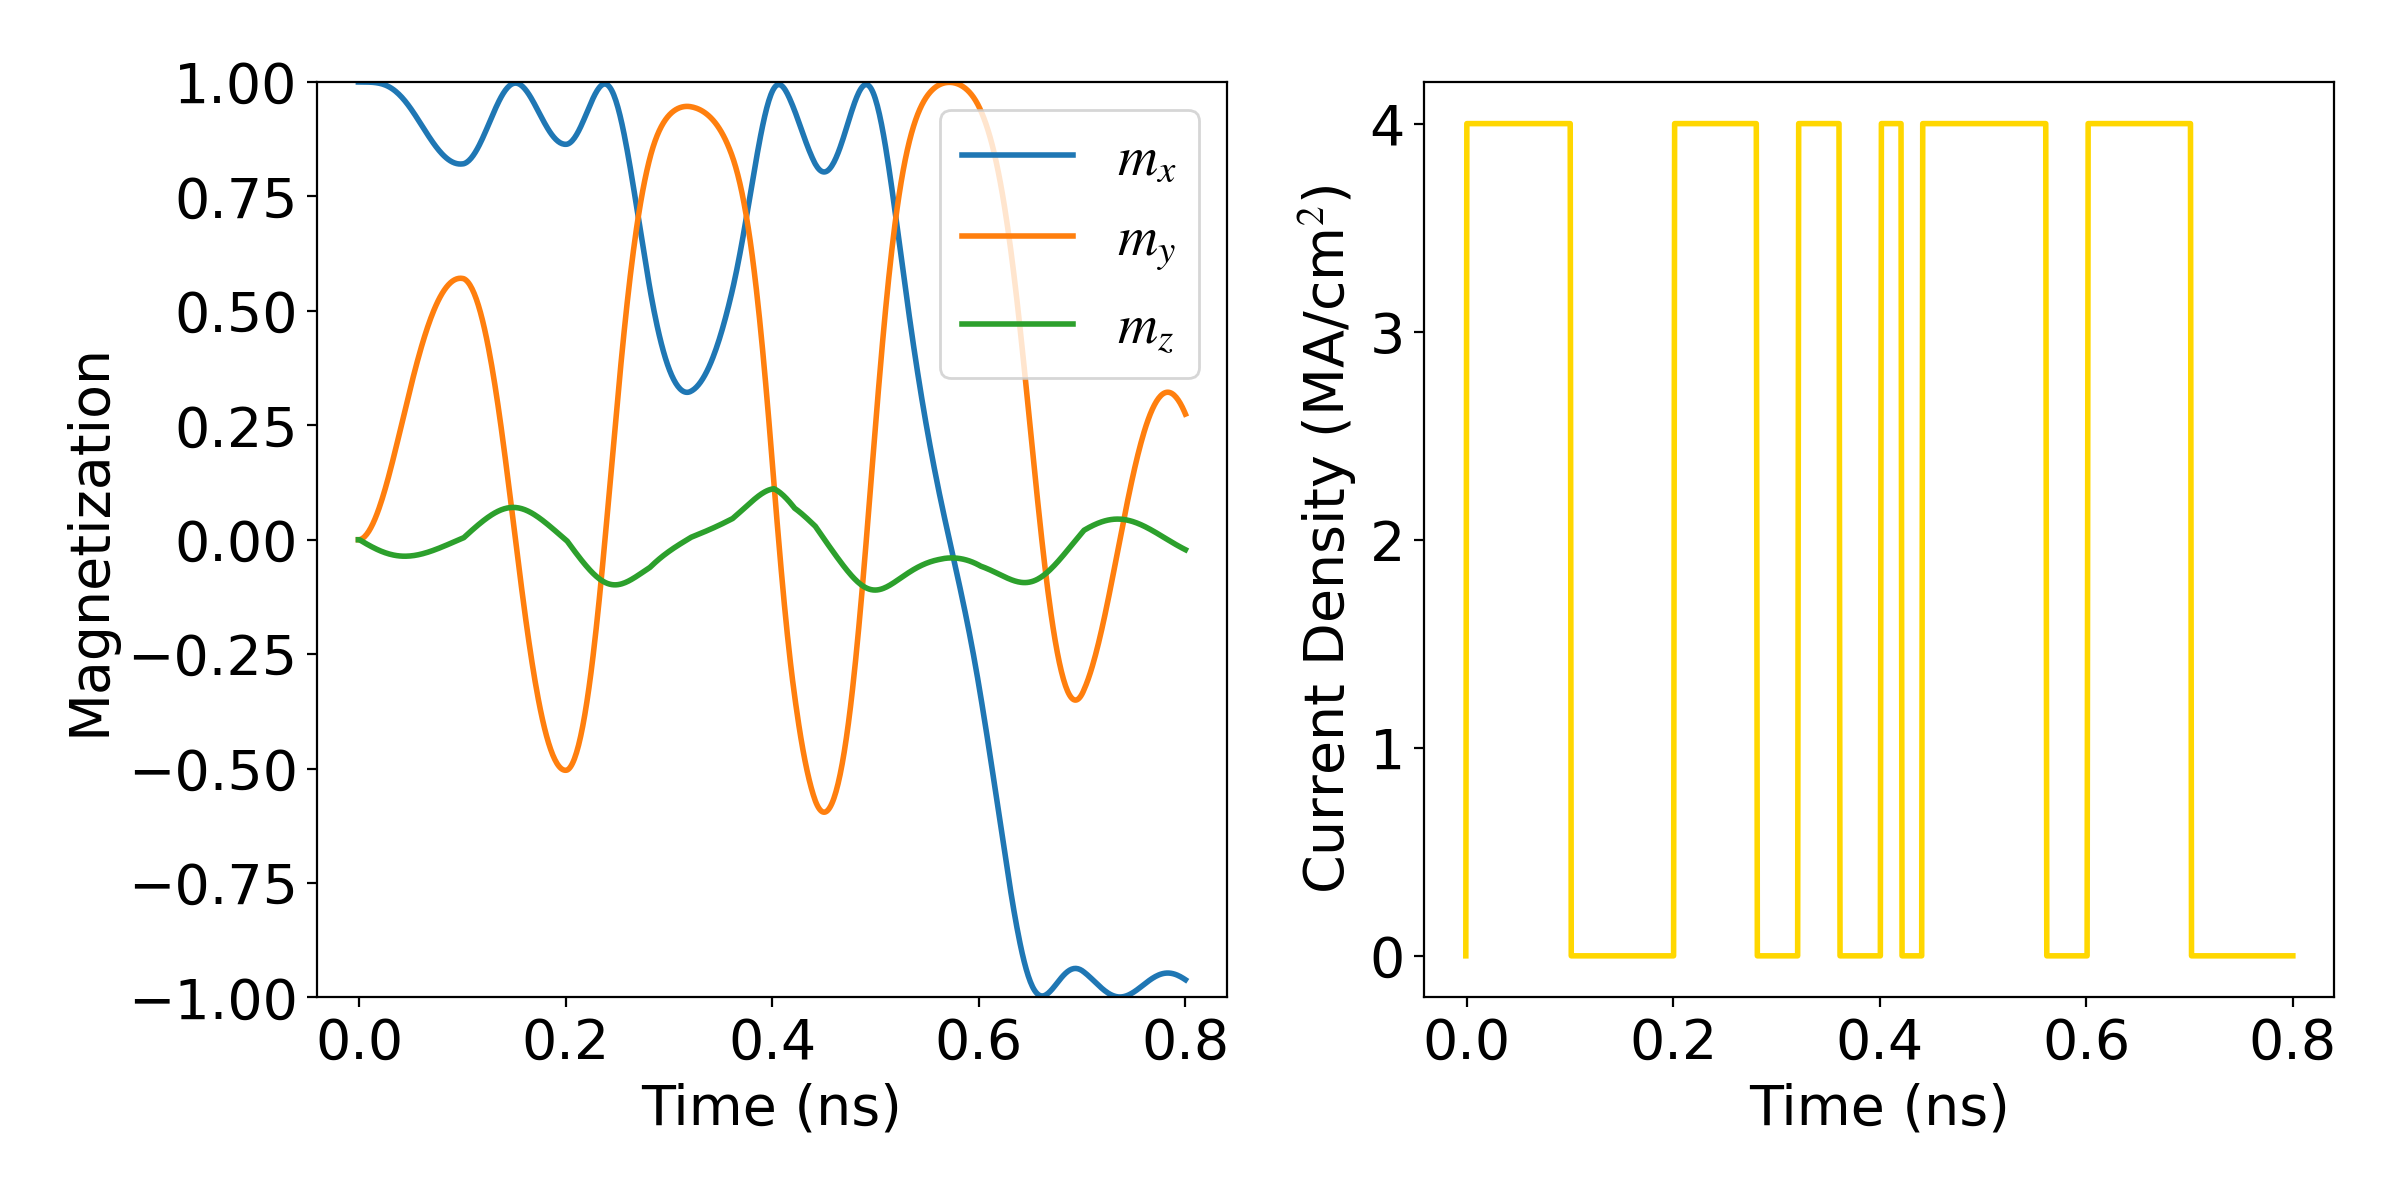 1.00
0.75
0.50
0.25
0.00
−0.25
−0.50
−0.75
−1.00
Magnetization
0.0 0.2 0.4 0.6 0.8
Time (ns)
m_x
m_y
m_z
4
3
2
1
0
Current Density (MA/cm²)
0.0 0.2 0.4 0.6 0.8
Time (ns)